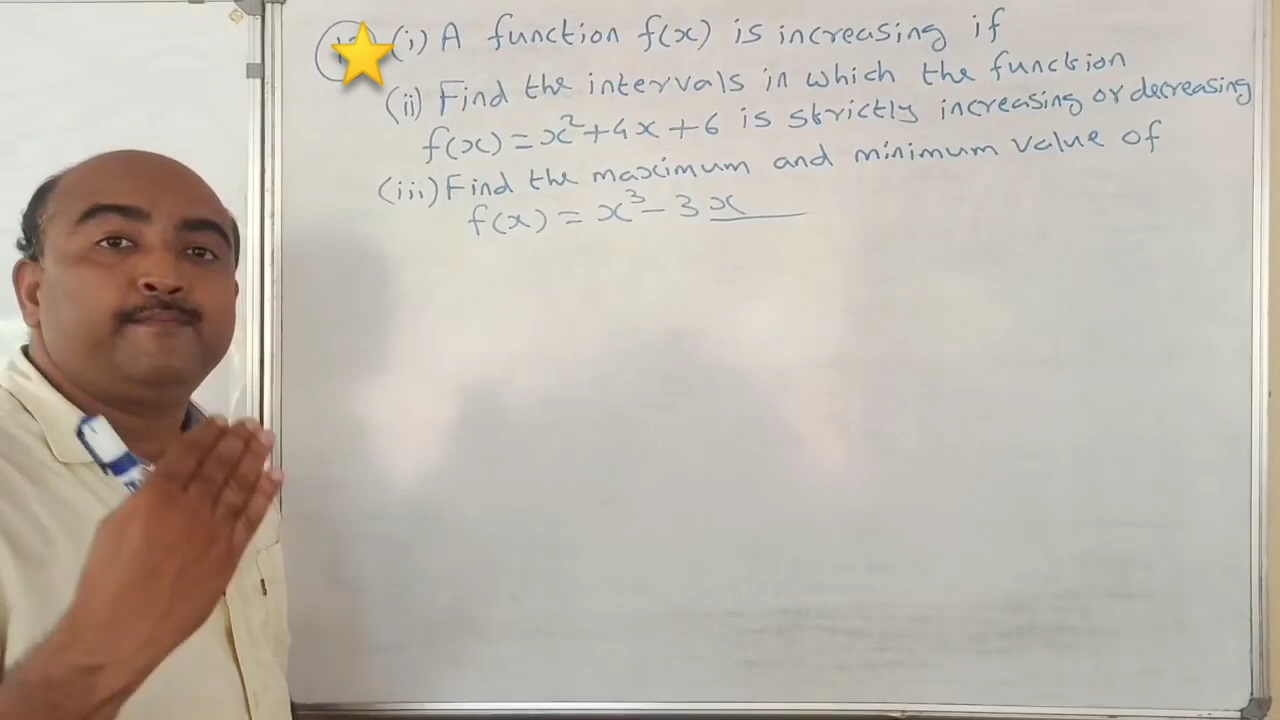 (i) A function f(x) is increasing if
(ii) Find the intervals in which the function
f(x) = x²+4x+6 is strictly increasing or decreasing
(iii) Find the maximum and minimum value of
f(x) = x³-3x